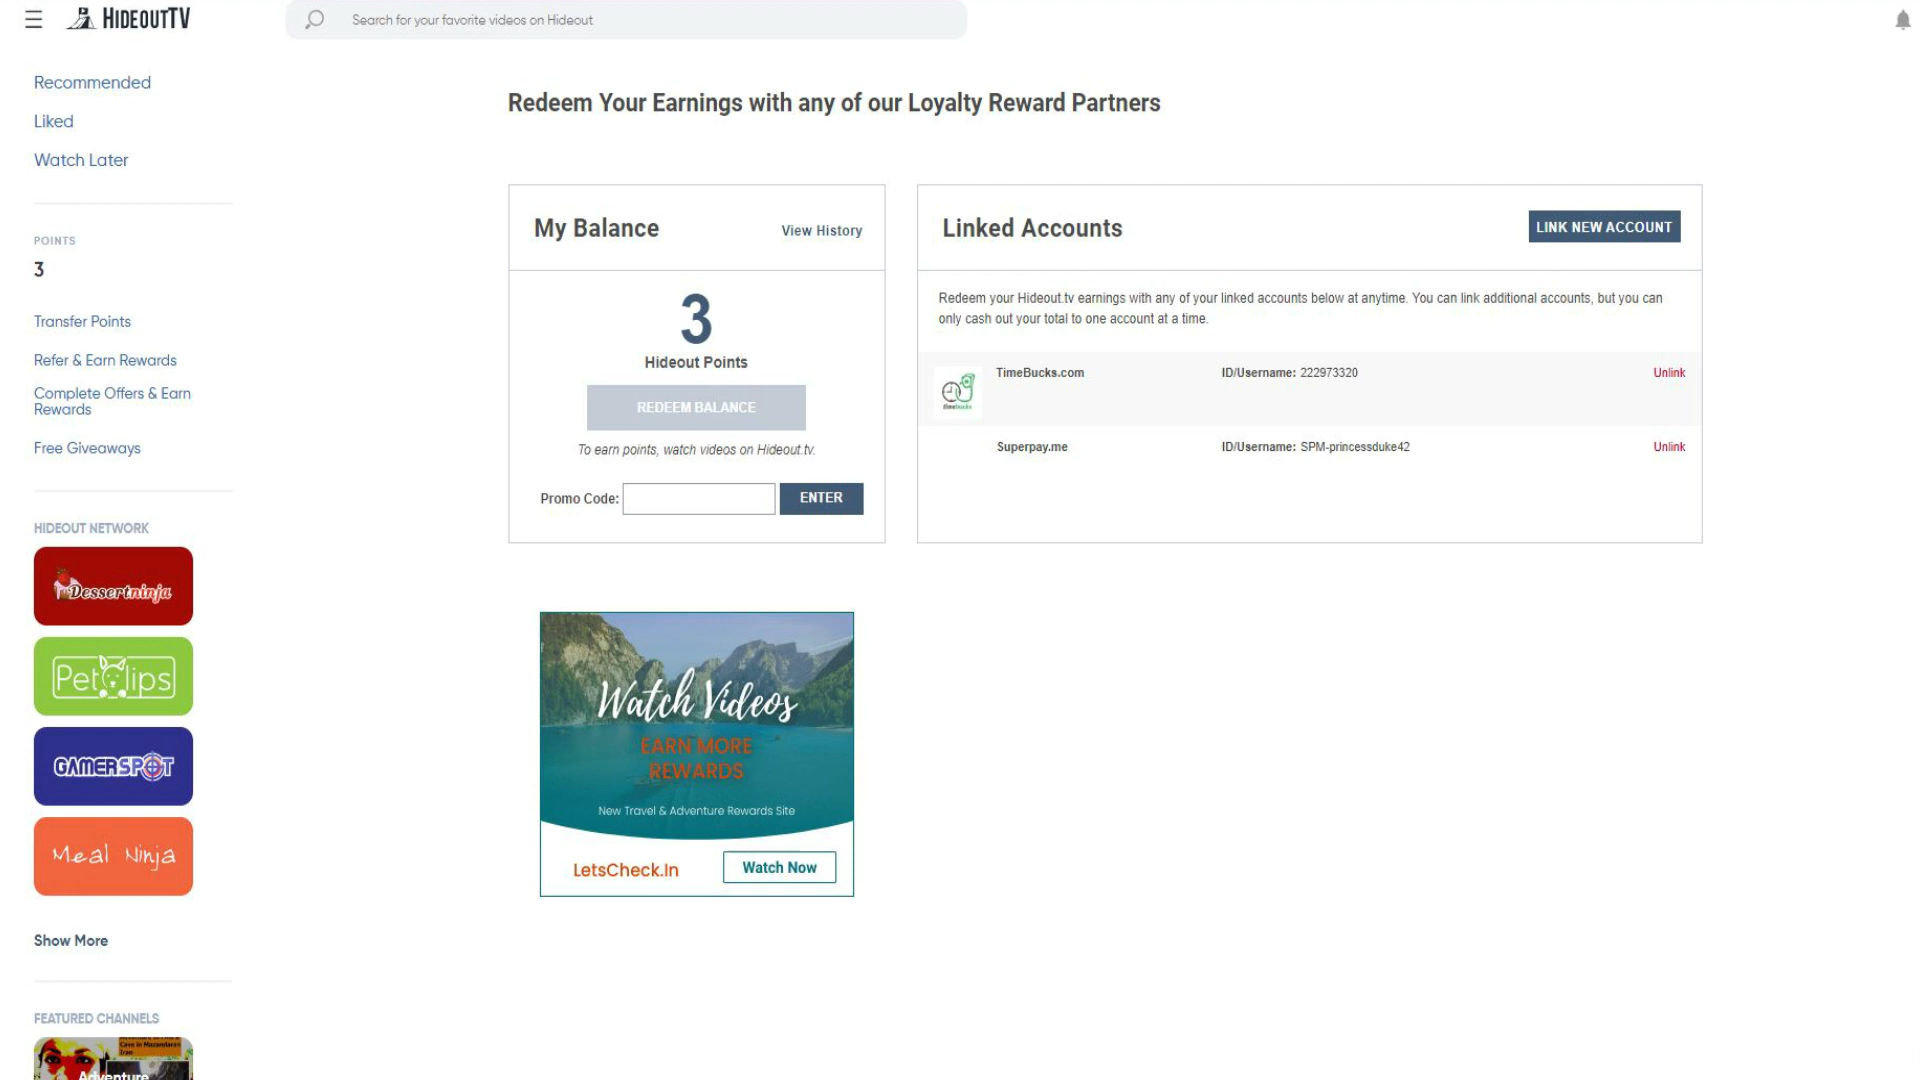 HIDEOUTTV
Search for your favorite videos on Hideout
Recommended
Liked
Watch Later
POINTS
3
Transfer Points
Refer & Earn Rewards
Complete Offers & Earn
Rewards
Free Giveaways
HIDEOUT NETWORK
Dessertninja
PetClips
GAMERSPOT
Meal Ninja
Show More
FEATURED CHANNELS
Cave in Mazandaran
Iran
Adventure
Redeem Your Earnings with any of our Loyalty Reward Partners
My Balance
View History
3
Hideout Points
REDEEM BALANCE
To earn points, watch videos on Hideout.tv.
Promo Code:
ENTER
Linked Accounts
LINK NEW ACCOUNT
Redeem your Hideout.tv earnings with any of your linked accounts below at anytime. You can link additional accounts, but you can
only cash out your total to one account at a time.
timebucks
TimeBucks.com
ID/Username: 222973320
Unlink
Superpay.me
ID/Username: SPM-princessduke42
Unlink
Watch Videos
EARN MORE
REWARDS
New Travel & Adventure Rewards Site
LetsCheck.In
Watch Now